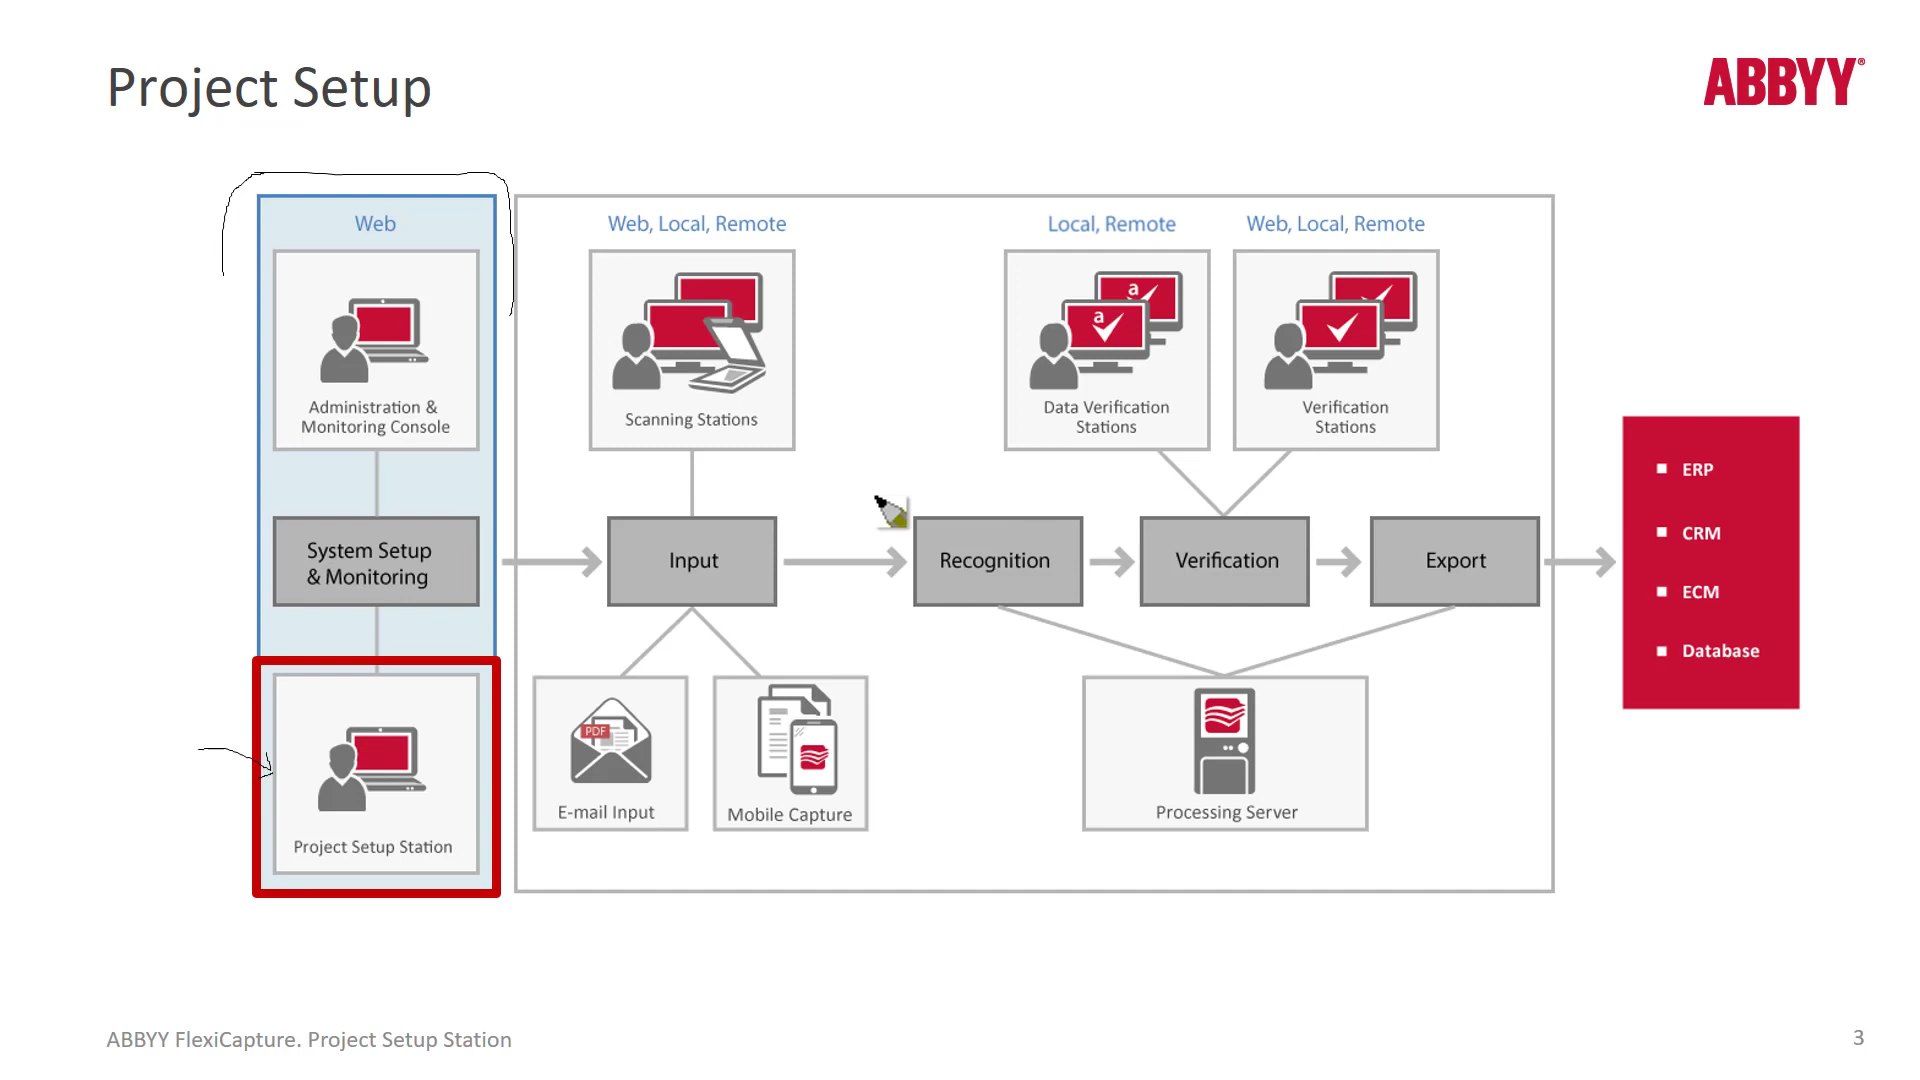 Project Setup
ABBYY®
Web
Administration &
Monitoring Console
System Setup
& Monitoring
Project Setup Station
Web, Local, Remote
Scanning Stations
Input
E-mail Input
PDF
Mobile Capture
Local, Remote
a
a
Data Verification
Stations
Web, Local, Remote
Verification
Stations
Recognition
Verification
Export
Processing Server
ERP
CRM
ECM
Database
ABBYY FlexiCapture. Project Setup Station
3